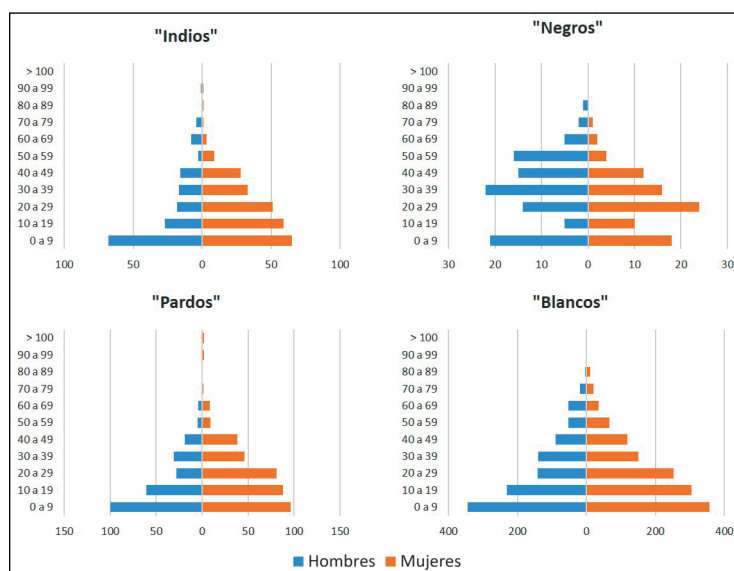 "Indios"
> 100
90 a 99
80 a 89
70 a 79
60 a 69
50 a 59
40 a 49
30 a 39
20 a 29
10 a 19
0 a 9
100 50 0 50 100
"Negros"
> 100
90 a 99
80 a 89
70 a 79
60 a 69
50 a 59
40 a 49
30 a 39
20 a 29
10 a 19
0 a 9
30 20 10 0 10 20 30
"Pardos"
> 100
90 a 99
80 a 89
70 a 79
60 a 69
50 a 59
40 a 49
30 a 39
20 a 29
10 a 19
0 a 9
150 100 50 0 50 100 150
"Blancos"
> 100
90 a 99
80 a 89
70 a 79
60 a 69
50 a 59
40 a 49
30 a 39
20 a 29
10 a 19
0 a 9
400 200 0 200 400
Hombres Mujeres